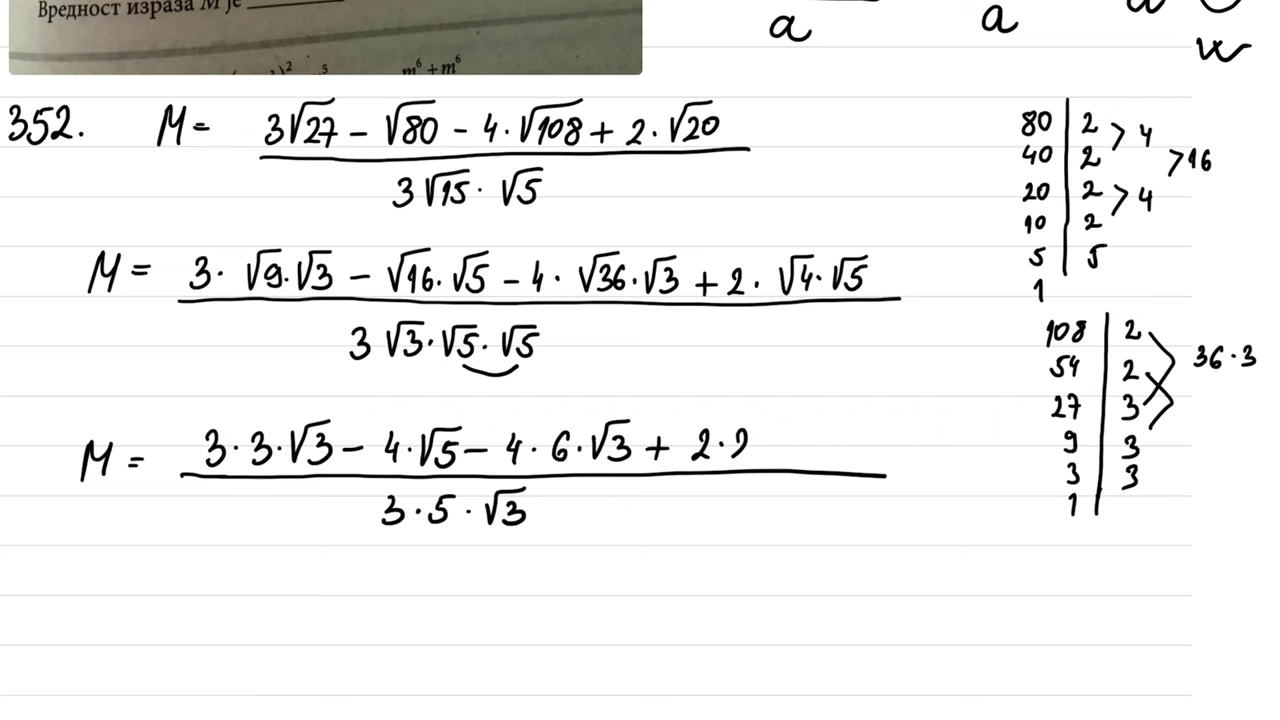 Вредност израза M је
m⁶ + m⁶
a
a
w
352. M = (3√27 − √80 − 4·√108 + 2·√20) / (3√15 · √5)
M = (3·√9·√3 − √16·√5 − 4·√36·√3 + 2·√4·√5) / (3√3·√5·√5)
M = (3·3·√3 − 4·√5 − 4·6·√3 + 2·2) / (3·5·√3)
80 | 2 > 4
40 | 2 > 16
20 | 2 > 4
10 | 2
5 | 5
1
108 | 2
54 | 2 36·3
27 | 3
9 | 3
3 | 3
1